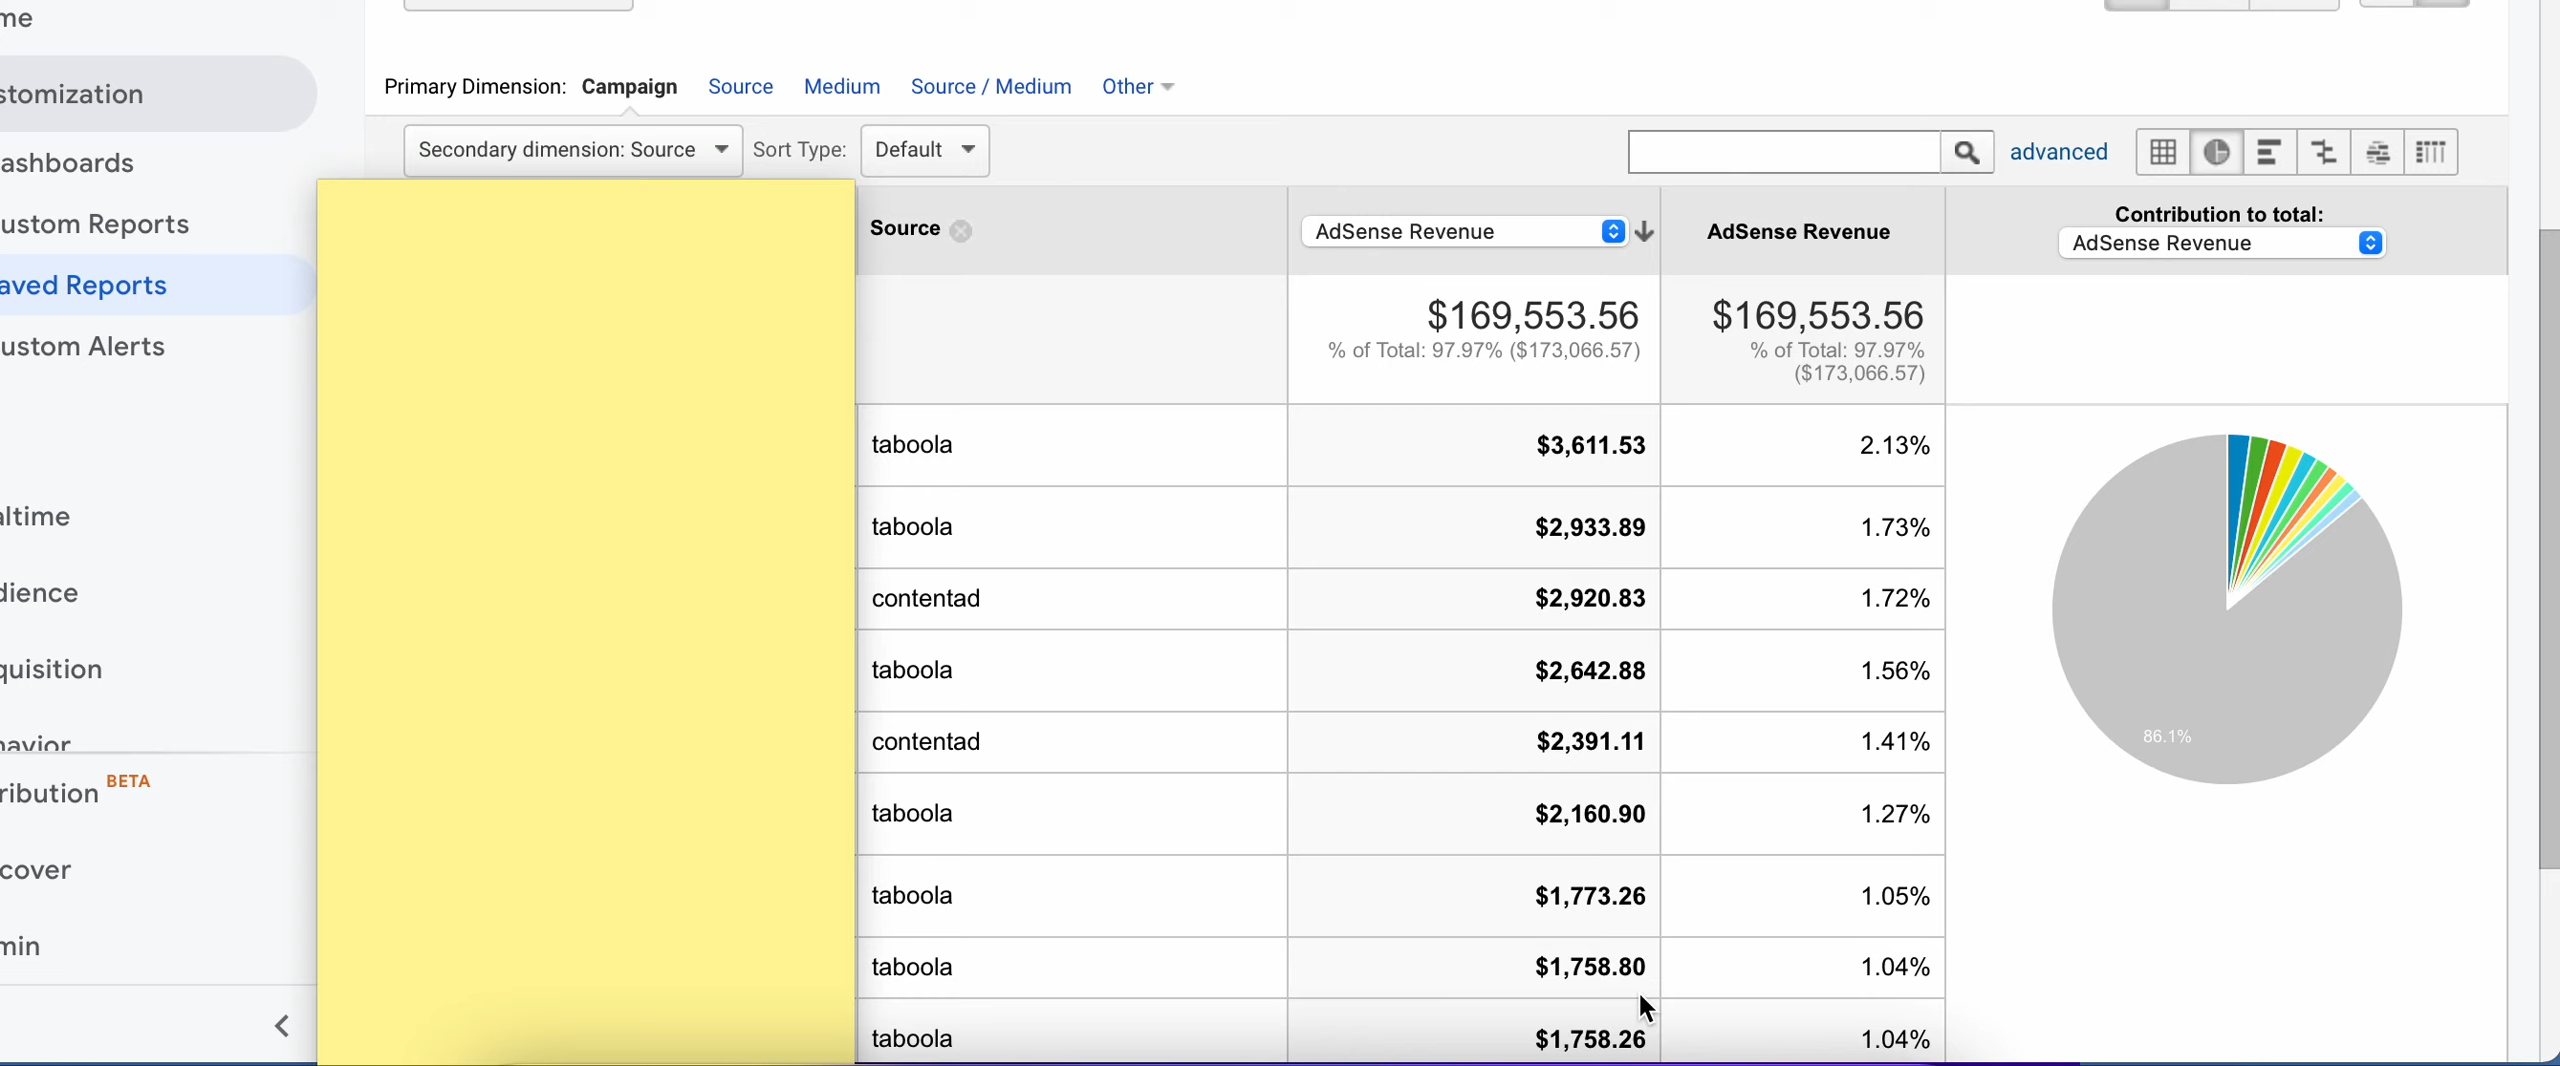 me
Primary Dimension: Campaign Source Medium Source / Medium Other
stomization
Secondary dimension: Source Sort Type: Default advanced
ashboards
ustom Reports
Source AdSense Revenue AdSense Revenue Contribution to total:
AdSense Revenue
aved Reports
$169,553.56 $169,553.56
% of Total: 97.97% ($173,066.57) % of Total: 97.97%
($173,066.57)
ustom Alerts
taboola $3,611.53 2.13%
altime
taboola $2,933.89 1.73%
dience
contentad $2,920.83 1.72%
quisition
taboola $2,642.88 1.56%
86.1%
havior
contentad $2,391.11 1.41%
ribution BETA
taboola $2,160.90 1.27%
cover
taboola $1,773.26 1.05%
min
taboola $1,758.80 1.04%
taboola $1,758.26 1.04%